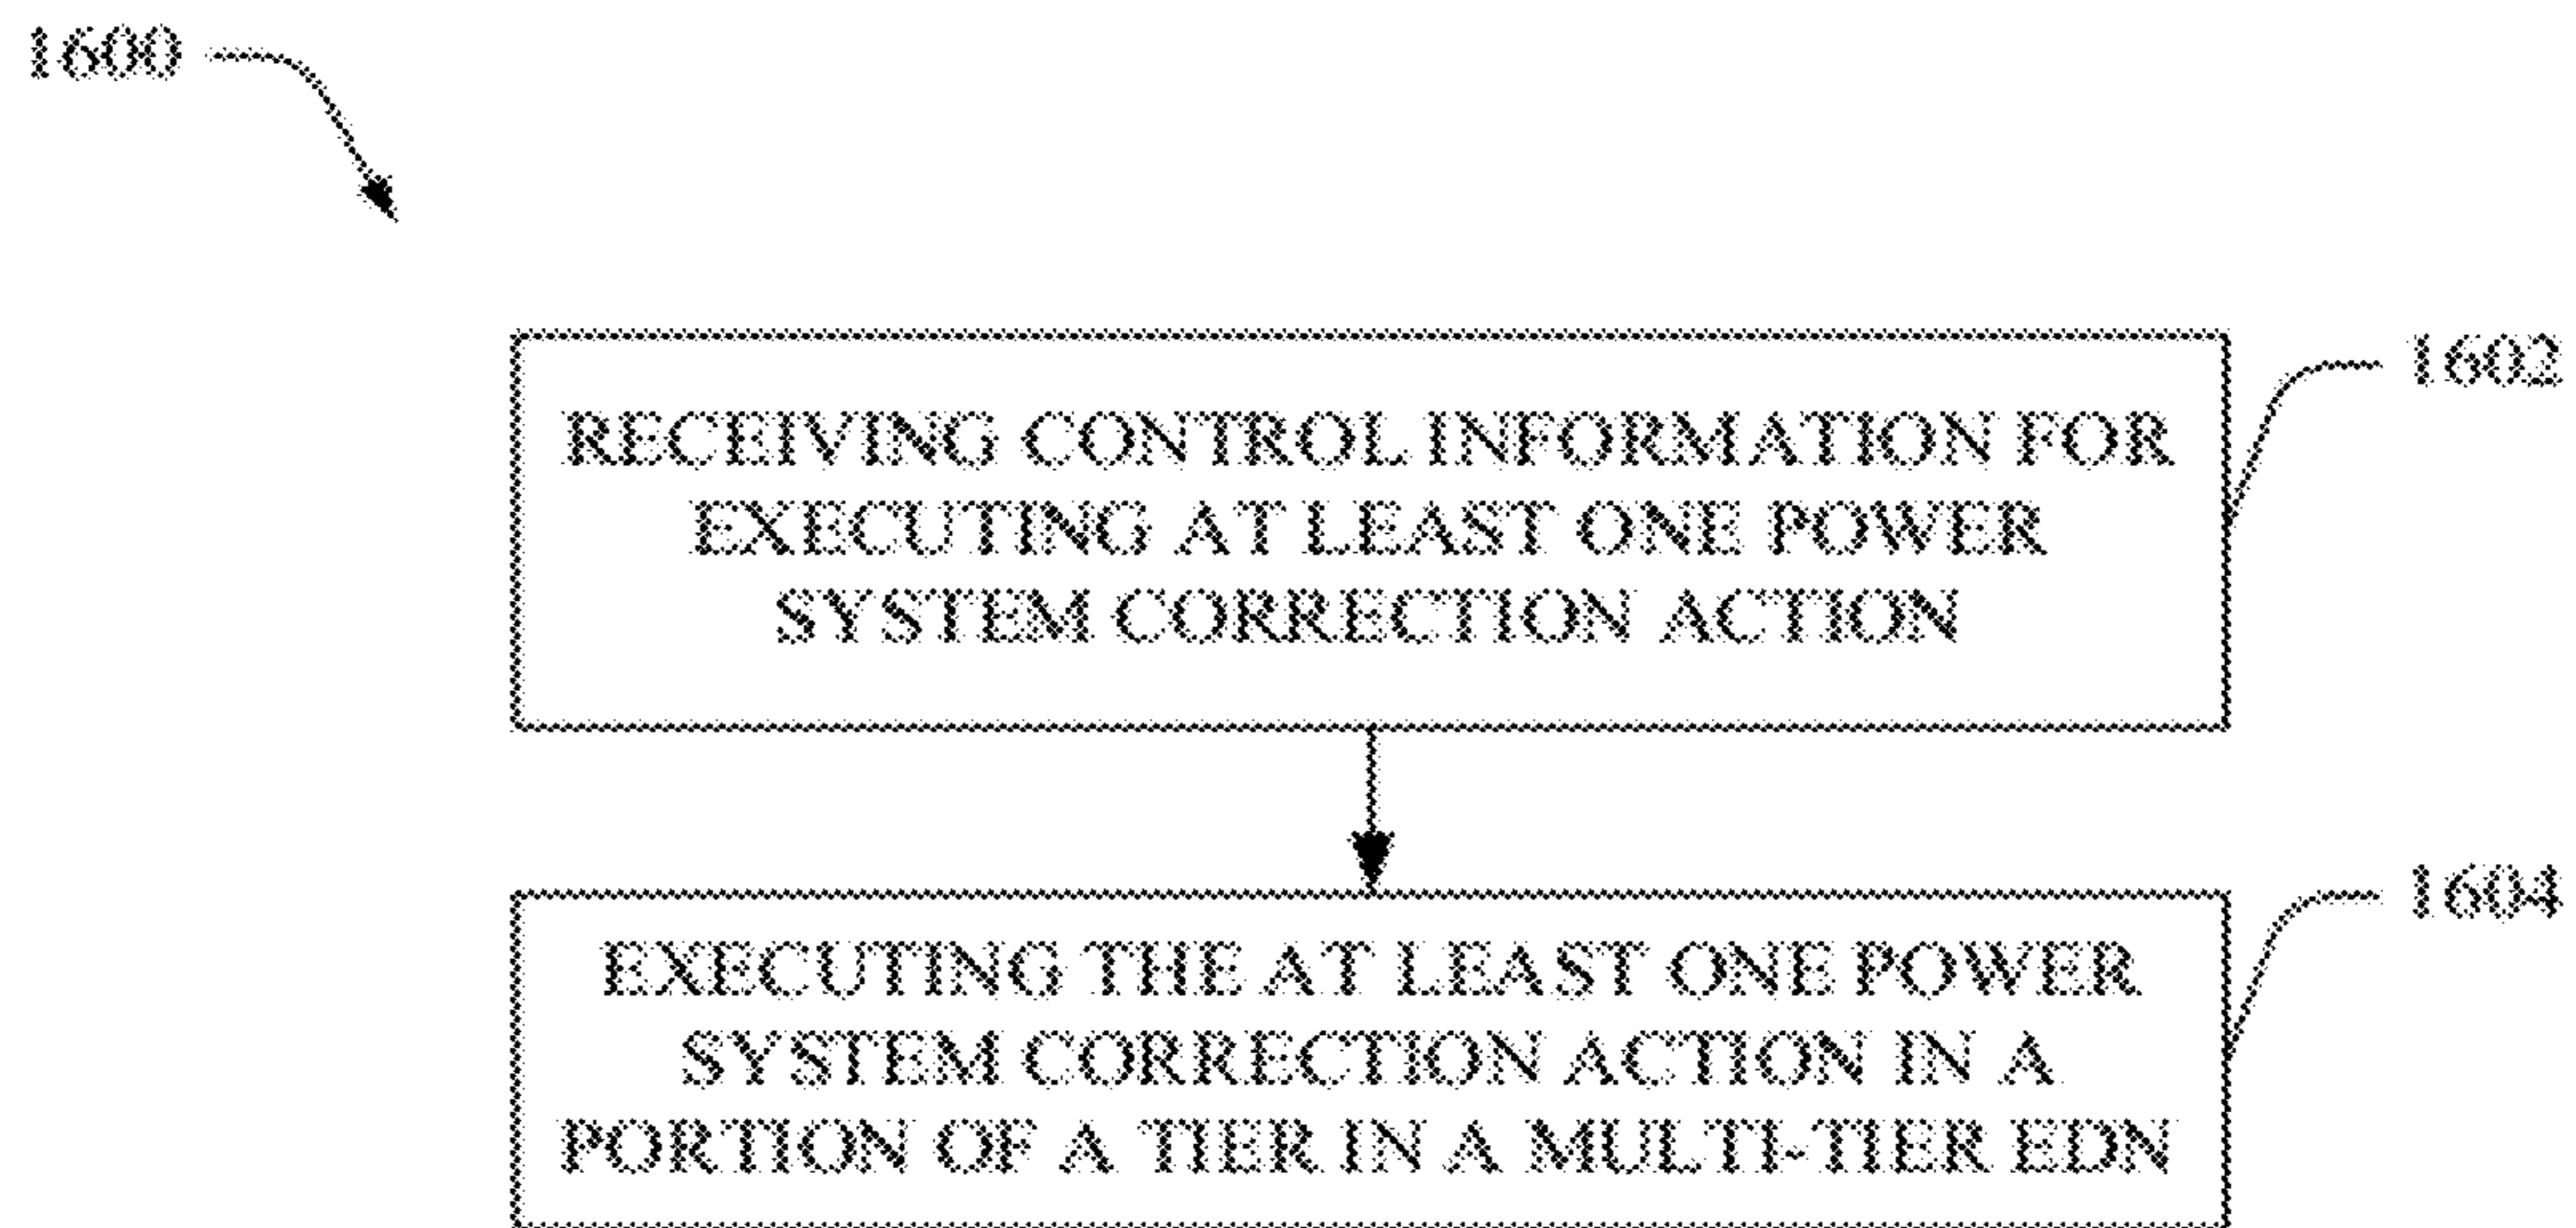 1600
1602
RECEIVING CONTROL INFORMATION FOR
EXECUTING AT LEAST ONE POWER
SYSTEM CORRECTION ACTION
1604
EXECUTING THE AT LEAST ONE POWER
SYSTEM CORRECTION ACTION IN A
PORTION OF A TIER IN A MULTI-TIER EDN